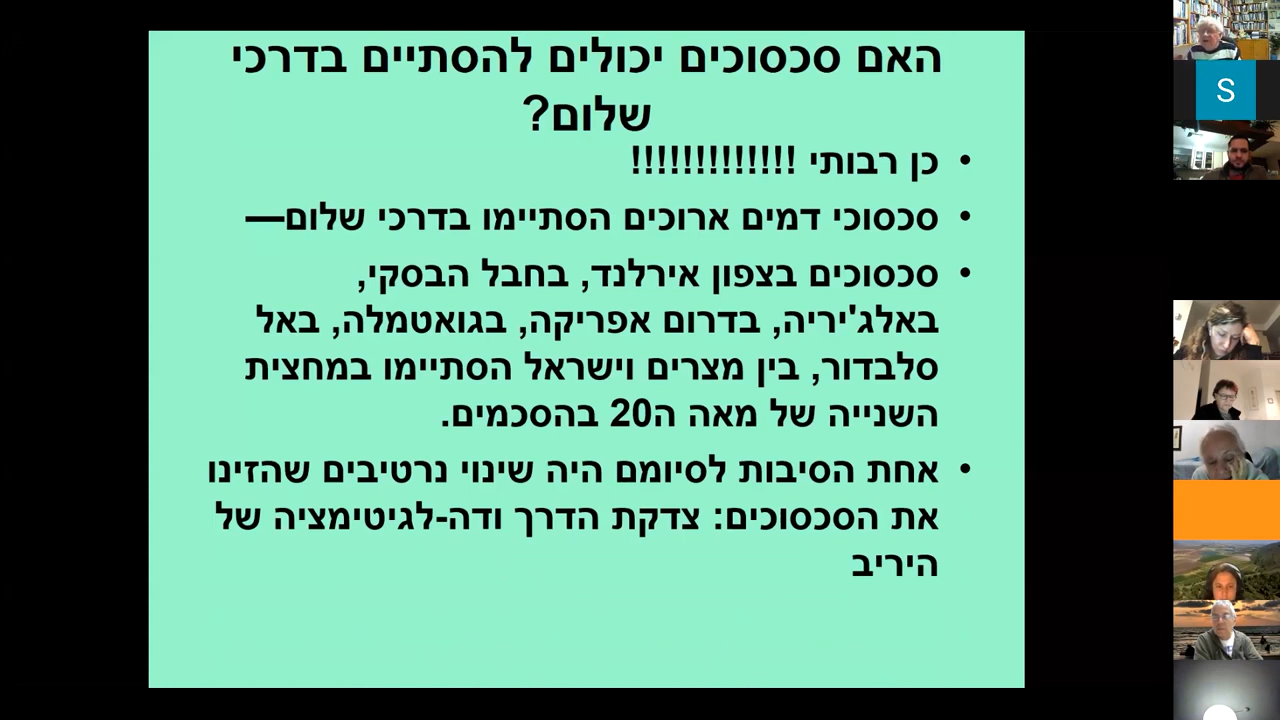 האם סכסוכים יכולים להסתיים בדרכי
שלום?
• כן רבותי !!!!!!!!!!!!!
• סכסוכי דמים ארוכים הסתיימו בדרכי שלום—
• סכסוכים בצפון אירלנד, בחבל הבסקי,
באלג'יריה, בדרום אפריקה, בגואטמלה, באל
סלבדור, בין מצרים וישראל הסתיימו במחצית
השנייה של מאה ה20 בהסכמים.
• אחת הסיבות לסיומם היה שינוי נרטיבים שהזינו
את הסכסוכים: צדקת הדרך ודה-לגיטימציה של
היריב
S